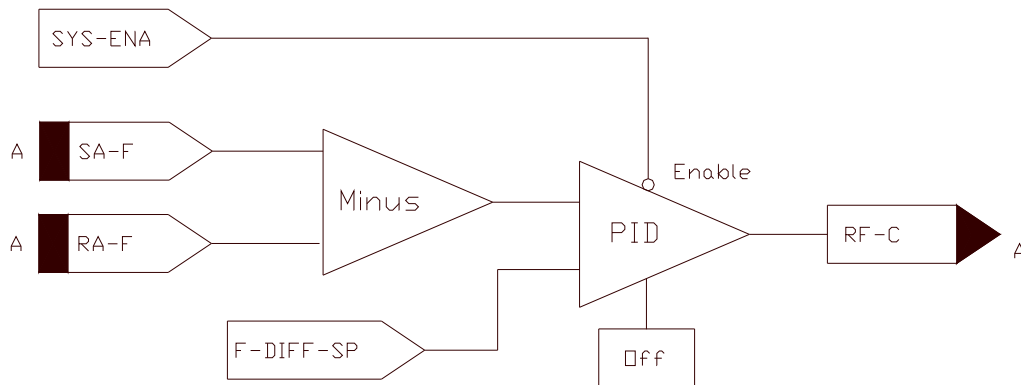 SYS-ENA
A SA-F
Minus
Enable
A RA-F
PID
RF-C
A
F-DIFF-SP
Off